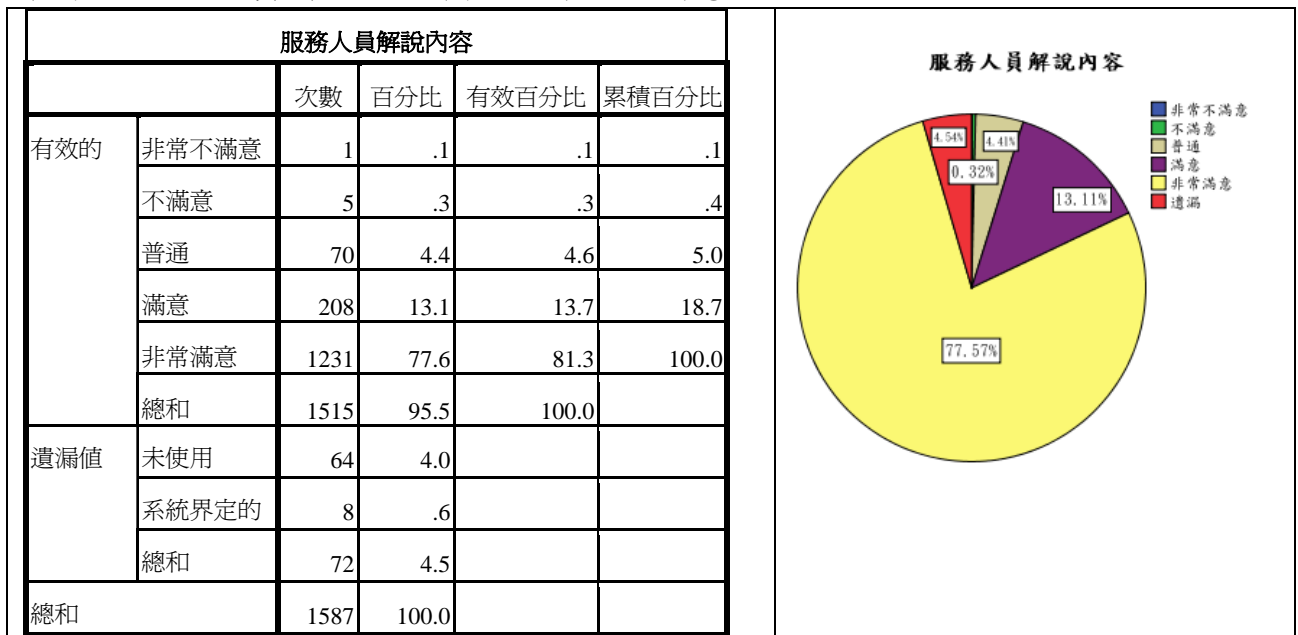 服務人員解說內容
次數 百分比 有效百分比 累積百分比
有效的 非常不滿意 1 .1 .1 .1
不滿意 5 .3 .3 .4
普通 70 4.4 4.6 5.0
滿意 208 13.1 13.7 18.7
非常滿意 1231 77.6 81.3 100.0
總和 1515 95.5 100.0
遺漏值 未使用 64 4.0
系統界定的 8 .6
總和 72 4.5
總和 1587 100.0
服務人員解說內容
非常不滿意
不滿意
普通
滿意
非常滿意
遺漏
4.54%
4.41%
0.32%
13.11%
77.57%